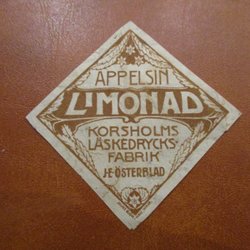 APPELSIN
LIMONAD
KORSHOLMS
LÄSKEDRYCKS-
FABRIK
J·E·ÖSTERBLAD